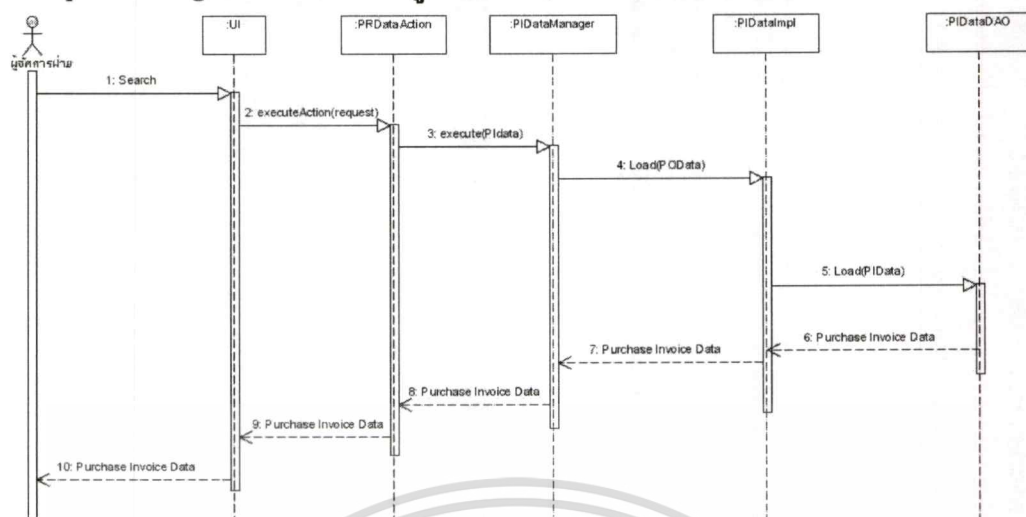 :UI
:PRDataAction
:PIDataManager
:PIDataImpl
:PIDataDAO
ผู้จัดการฝ่าย
1: Search
2: executeAction(request)
3: execute(PIdata)
4: Load(POData)
5: Load(PIData)
6: Purchase Invoice Data
7: Purchase Invoice Data
8: Purchase Invoice Data
9: Purchase Invoice Data
10: Purchase Invoice Data